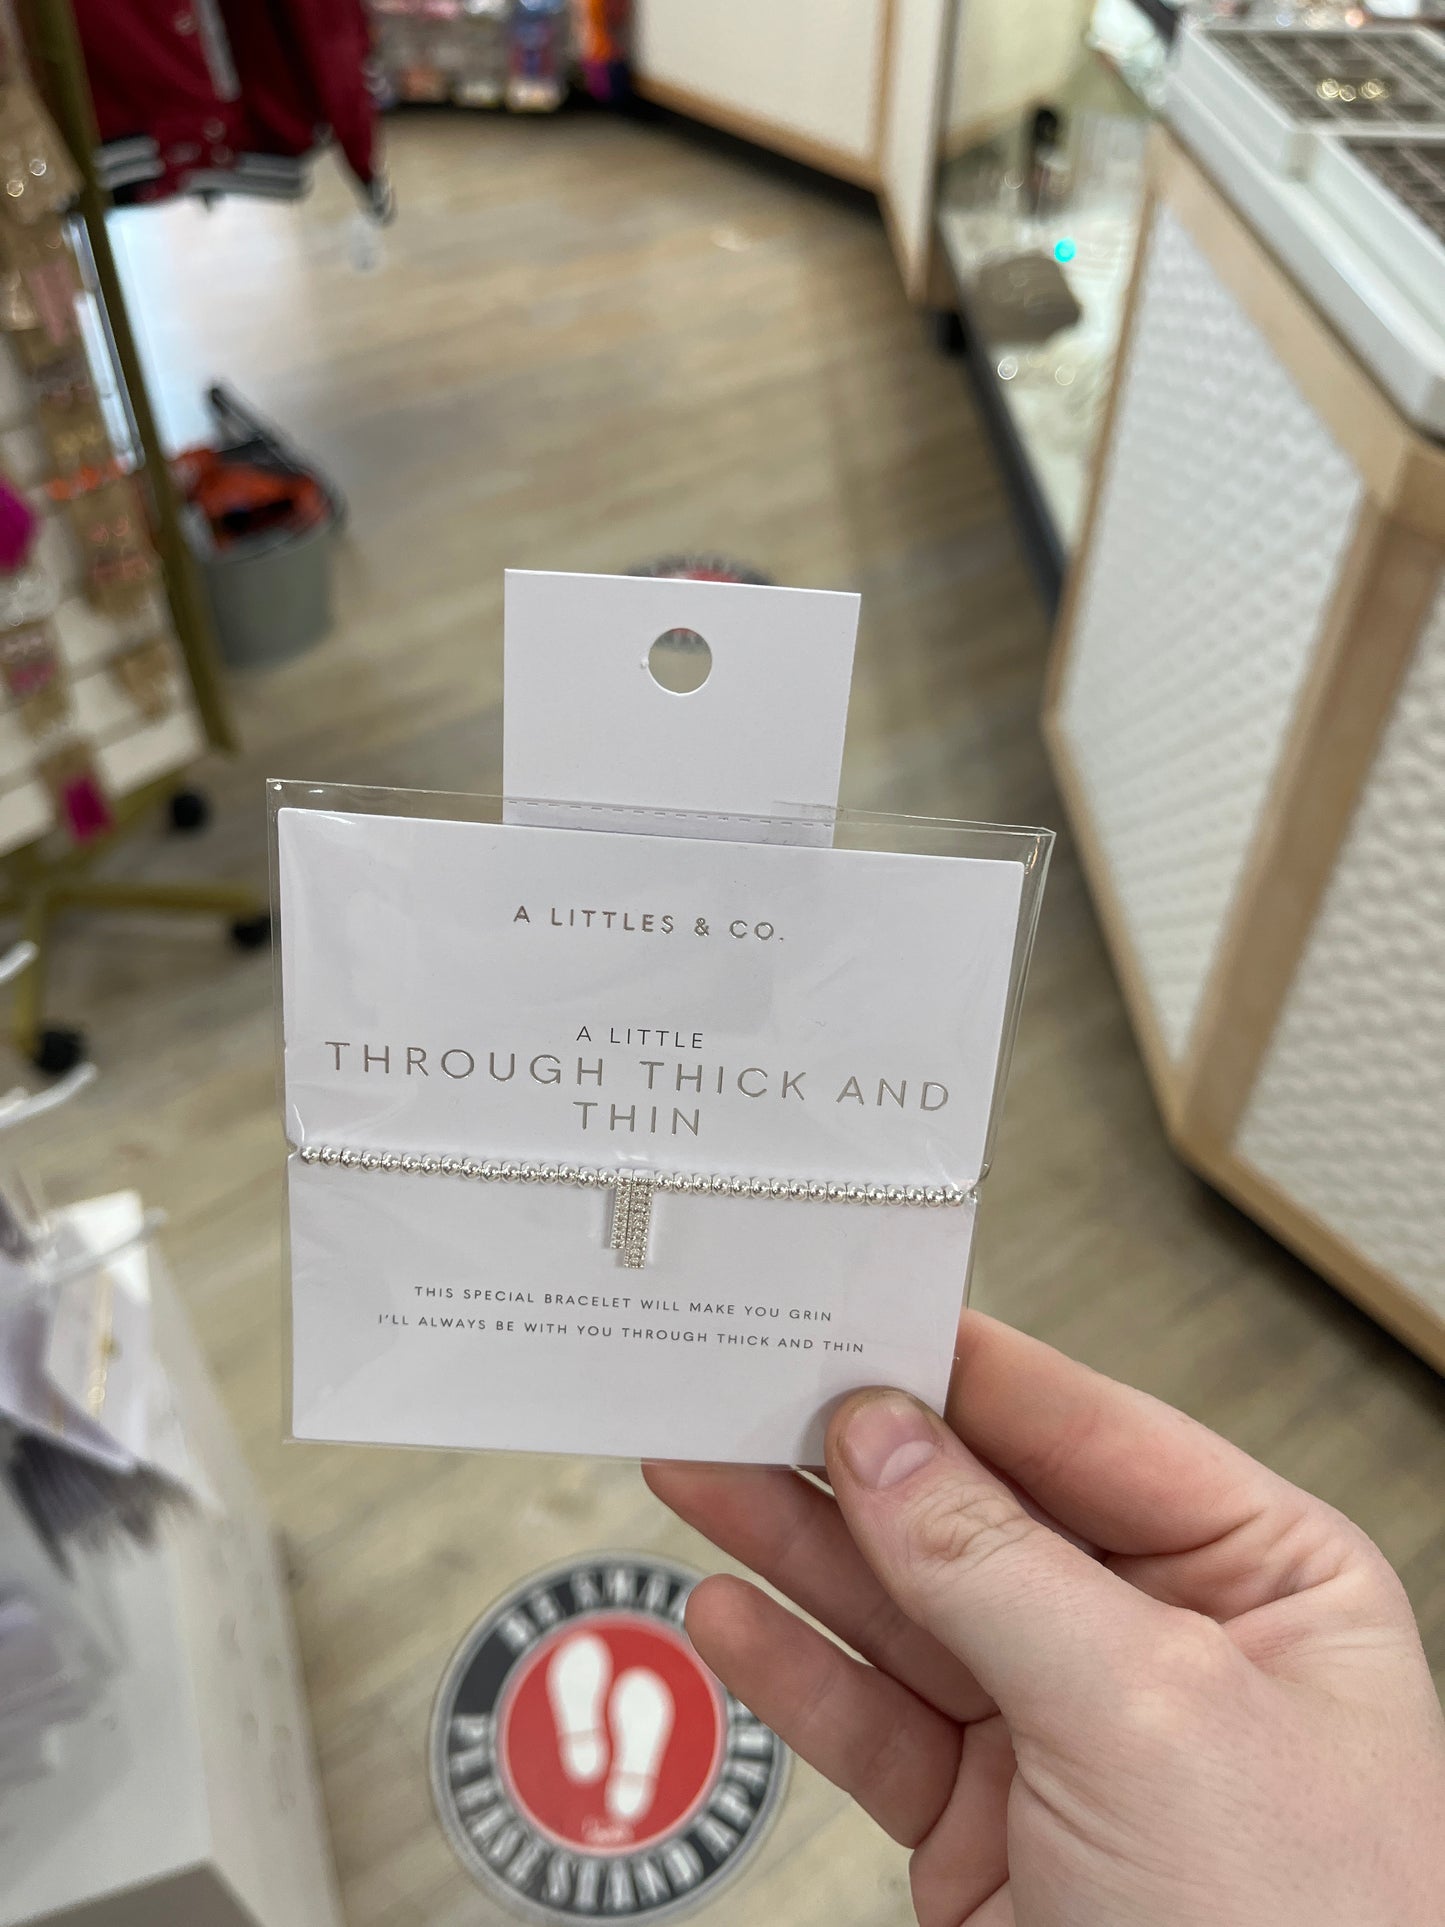 A LITTLES & CO.
A LITTLE
THROUGH THICK AND
THIN
THIS SPECIAL BRACELET WILL MAKE YOU GRIN
I'LL ALWAYS BE WITH YOU THROUGH THICK AND THIN
PLEASE STAND APART